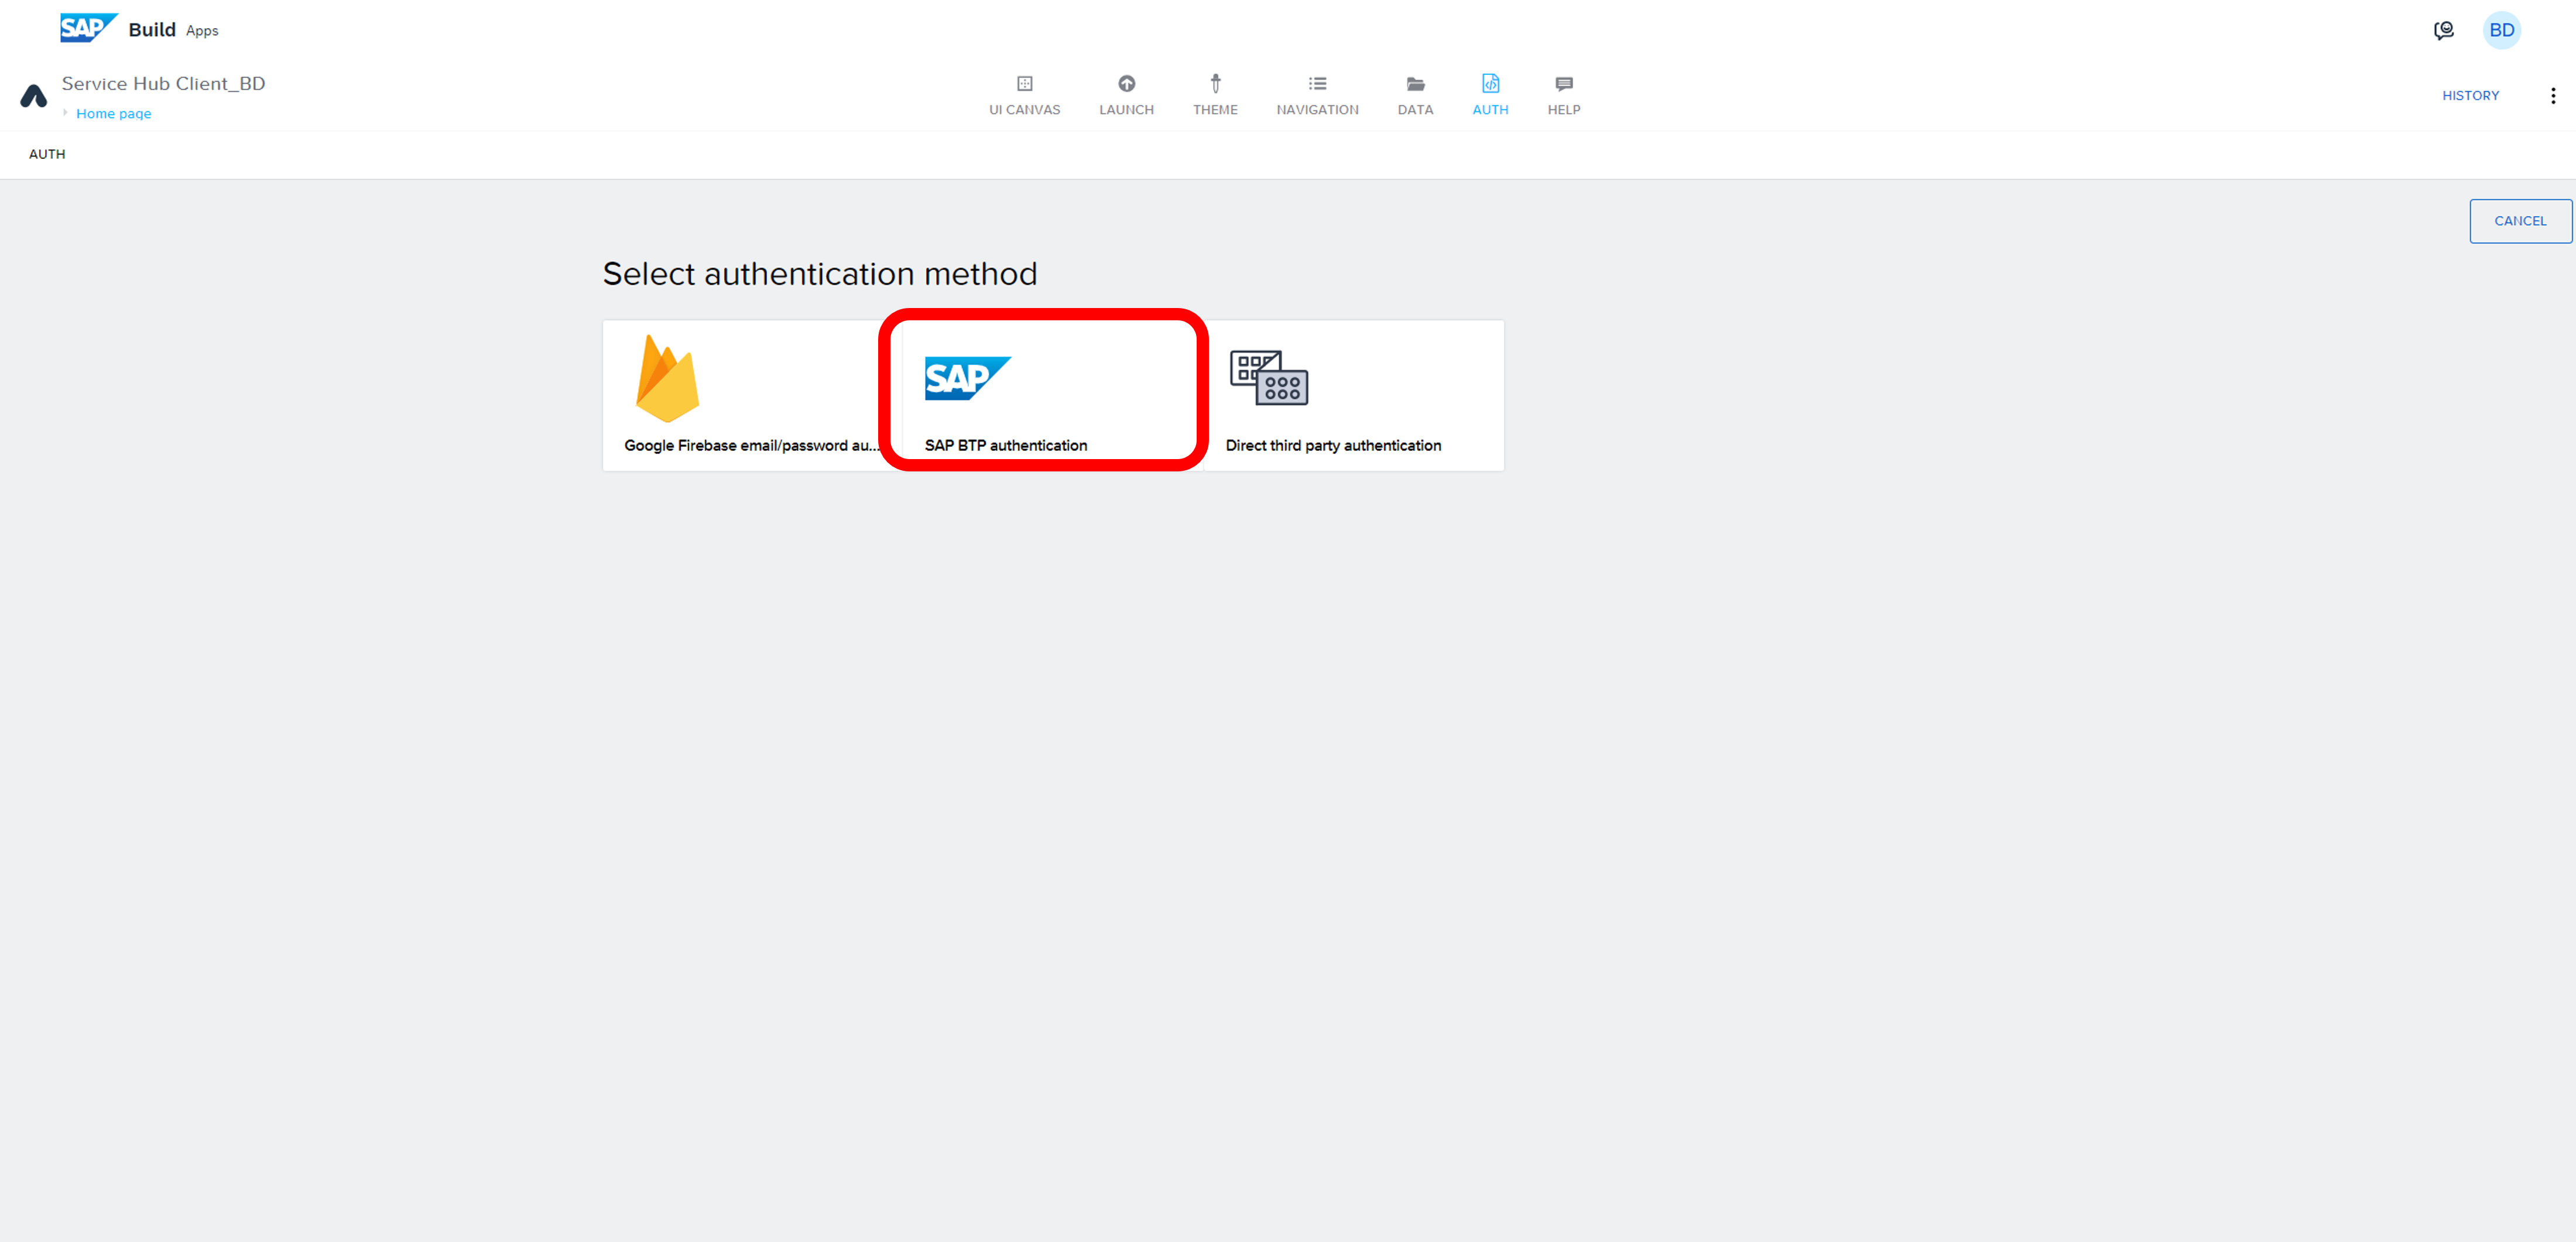 SAP Build Apps
BD
Service Hub Client_BD
Home page
UI CANVAS
LAUNCH
THEME
NAVIGATION
DATA
AUTH
HELP
HISTORY
AUTH
CANCEL
Select authentication method
SAP
Google Firebase email/password au...
SAP BTP authentication
Direct third party authentication